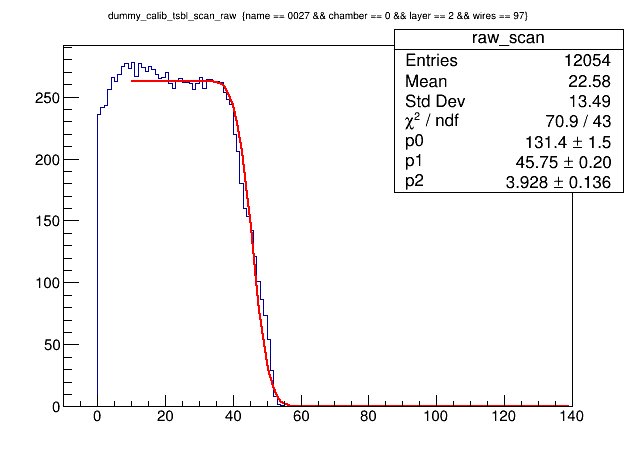 dummy_calib_tsbl_scan_raw {name == 0027 && chamber == 0 && layer == 2 && wires == 97}
raw_scan
Entries 12054
Mean 22.58
Std Dev 13.49
χ² / ndf 70.9 / 43
p0 131.4 ± 1.5
p1 45.75 ± 0.20
p2 3.928 ± 0.136
250
200
150
100
50
0
0 20 40 60 80 100 120 140